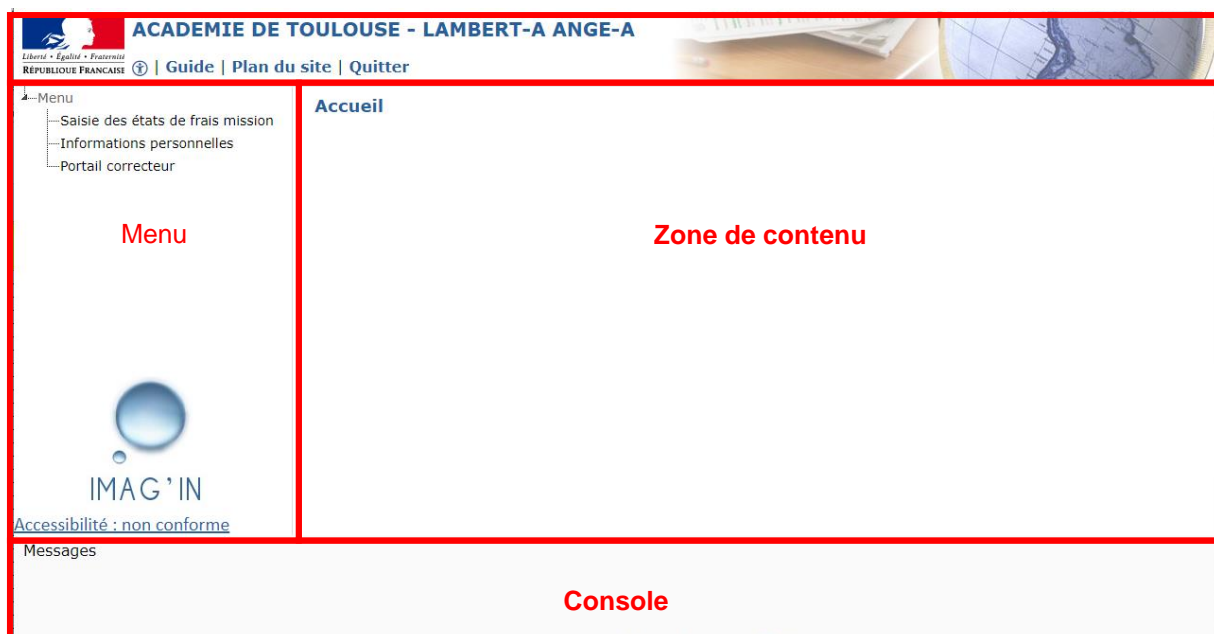 ACADEMIE DE TOULOUSE - LAMBERT-A ANGE-A
Liberté • Égalité • Fraternité
RÉPUBLIQUE FRANÇAISE
| Guide | Plan du site | Quitter
Menu
Saisie des états de frais mission
Informations personnelles
Portail correcteur
Menu
IMAG'IN
Accessibilité : non conforme
Accueil
Zone de contenu
Messages
Console